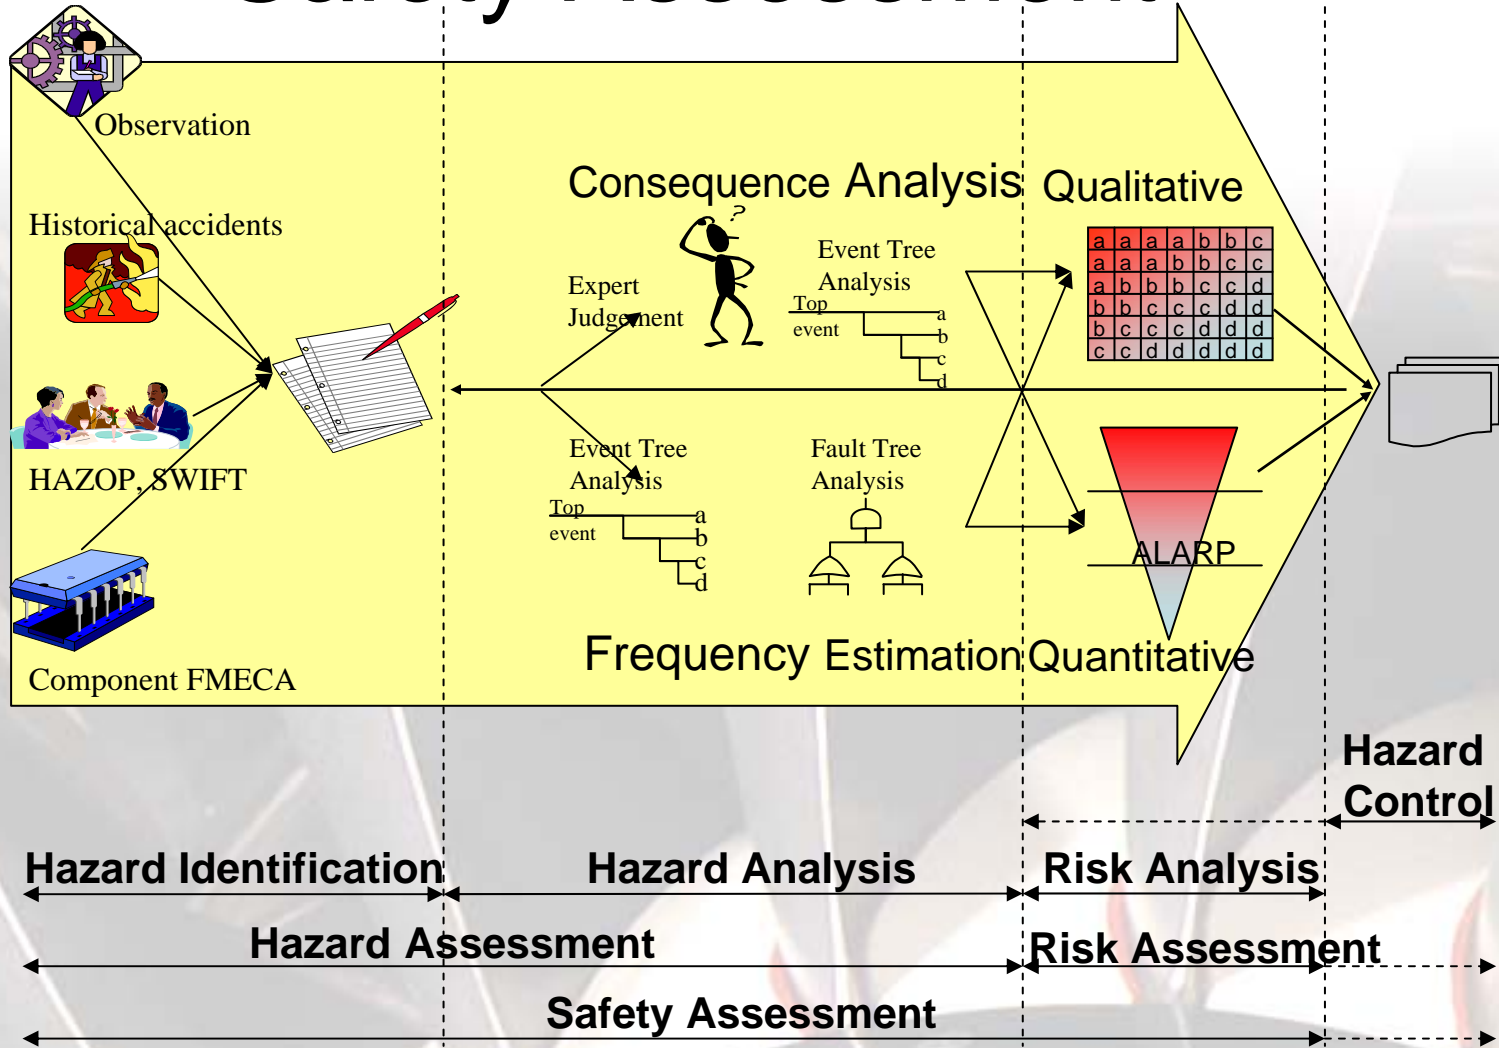 Safety Assessment
Observation
Historical accidents
HAZOP, SWIFT
Component FMECA
Consequence Analysis
Expert
Judgement
?
Event Tree
Analysis
Top
event
a
b
c
d
Event Tree
Analysis
Top
event
a
b
c
d
Fault Tree
Analysis
Frequency Estimation
Qualitative
a a a a b b c
a a a b b c c
a b b b c c d
b b c c c d d
b c c c d d d
c c d d d d d
ALARP
Quantitative
Hazard
Control
Hazard Identification
Hazard Analysis
Risk Analysis
Hazard Assessment
Risk Assessment
Safety Assessment